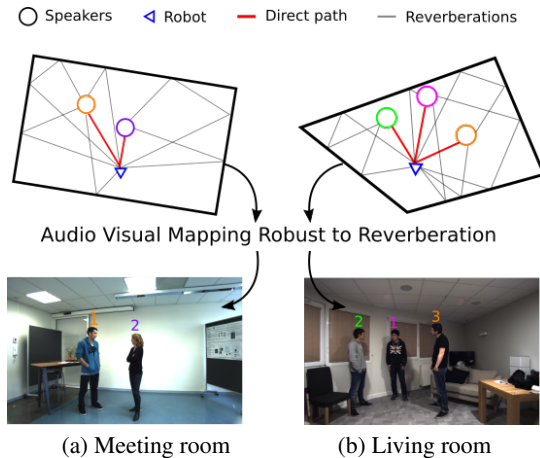 Speakers Robot Direct path Reverberations
Audio Visual Mapping Robust to Reverberation
1 2
2 1 3
(a) Meeting room (b) Living room